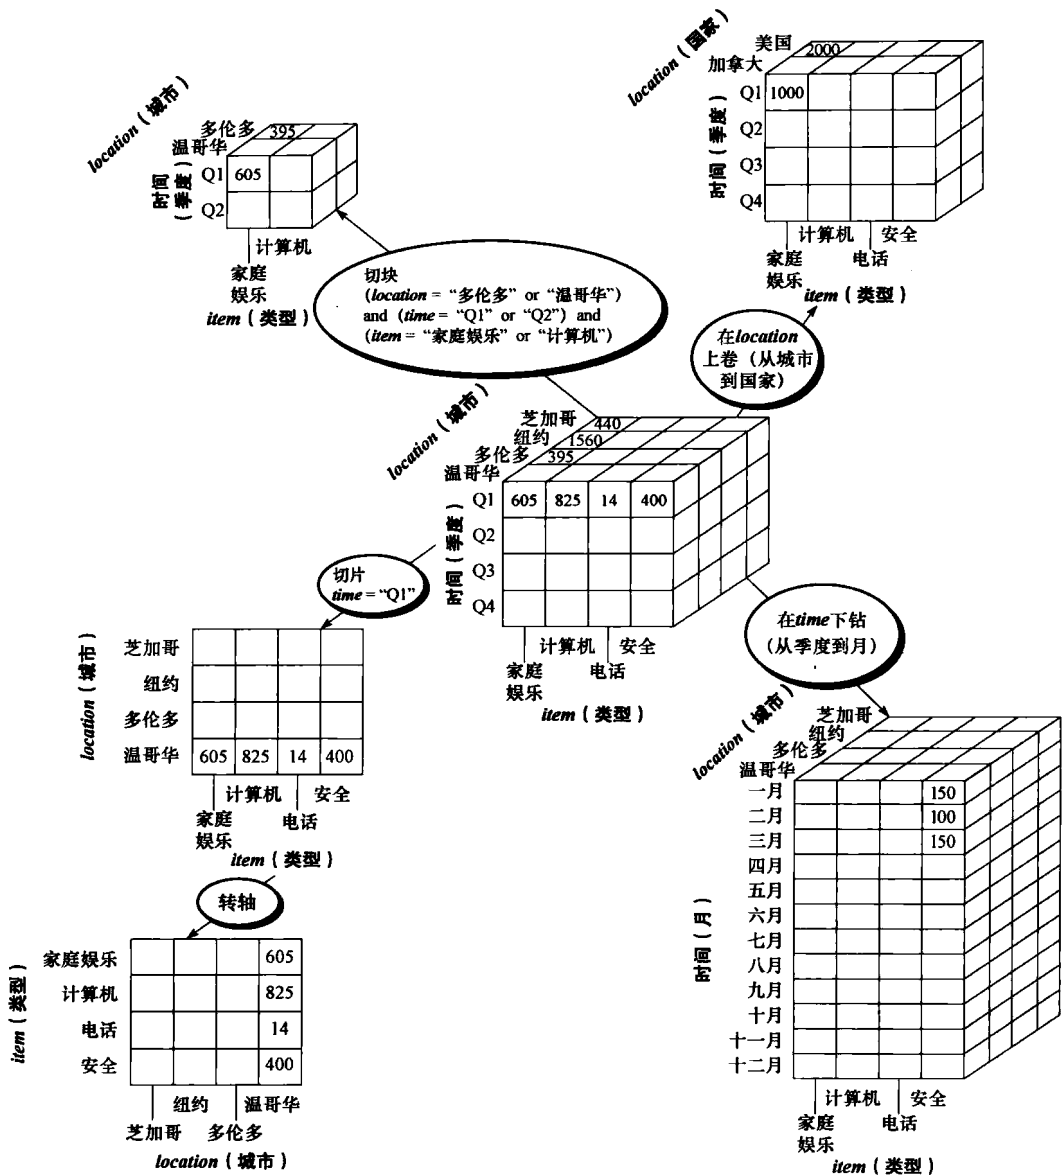 location（城市）
多伦多 395
温哥华
时间（季度）
Q1 605
Q2
计算机
家庭娱乐
item（类型）
location（国家）
美国 2000
加拿大
时间（季度）
Q1 1000
Q2
Q3
Q4
计算机 安全
家庭娱乐 电话
item（类型）
切块
（location = “多伦多” or “温哥华”）
and（time = “Q1” or “Q2”）and
（item = “家庭娱乐” or “计算机”）
在location
上卷（从城市
到国家）
location（城市）
芝加哥 440
纽约 1560
多伦多 395
温哥华
时间（季度）
Q1 605 825 14 400
Q2
Q3
Q4
计算机 安全
家庭娱乐 电话
item（类型）
切片
time = “Q1”
在time下钻
（从季度到月）
location（城市）
芝加哥
纽约
多伦多
温哥华 605 825 14 400
计算机 安全
家庭娱乐 电话
item（类型）
转轴
item（类型）
家庭娱乐 605
计算机 825
电话 14
安全 400
纽约 温哥华
芝加哥 多伦多
location（城市）
location（城市）
芝加哥
纽约
多伦多
温哥华
时间（月）
一月 150
二月 100
三月 150
四月
五月
六月
七月
八月
九月
十月
十一月
十二月
计算机 安全
家庭娱乐 电话
item（类型）